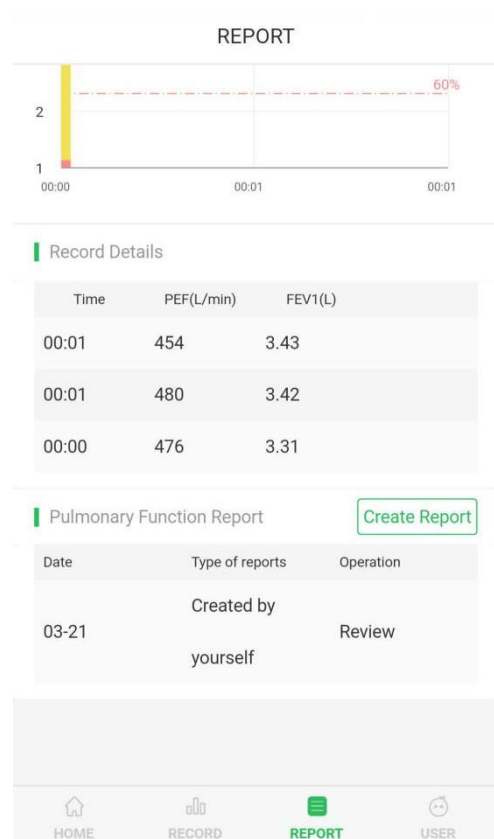 REPORT
60%
2
1
00:00 00:01 00:01
Record Details
Time PEF(L/min) FEV1(L)
00:01 454 3.43
00:01 480 3.42
00:00 476 3.31
Pulmonary Function Report Create Report
Date Type of reports Operation
03-21 Created by yourself Review
HOME RECORD REPORT USER